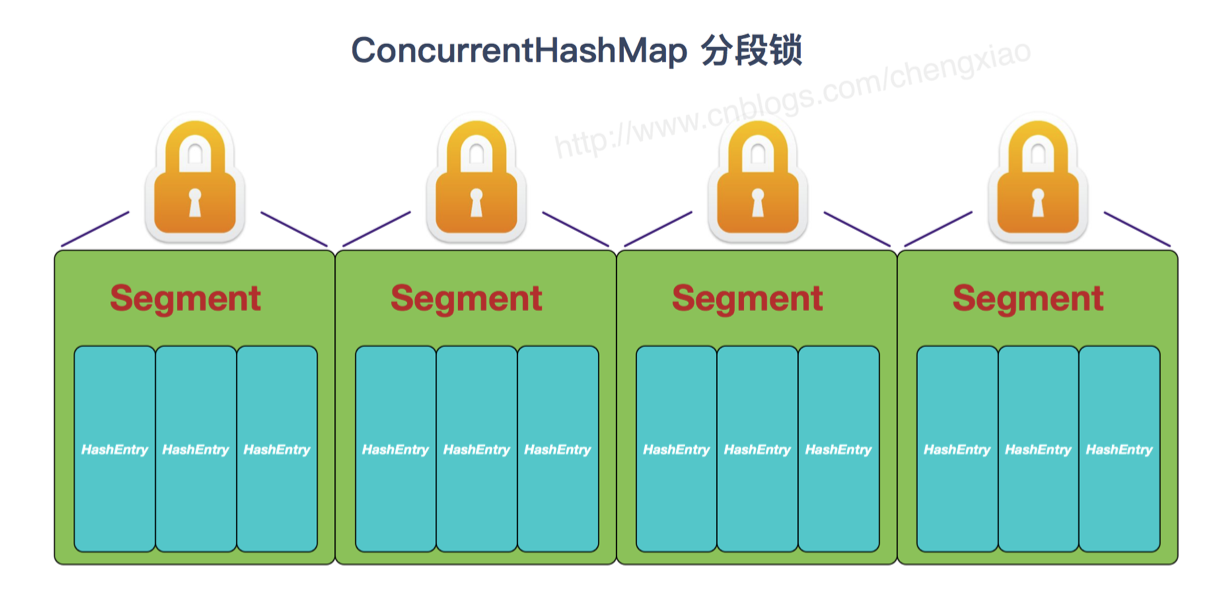 ConcurrentHashMap 分段锁
http://www.cnblogs.com/chengxiao
Segment Segment Segment Segment
HashEntry HashEntry HashEntry HashEntry HashEntry HashEntry HashEntry HashEntry HashEntry HashEntry HashEntry HashEntry